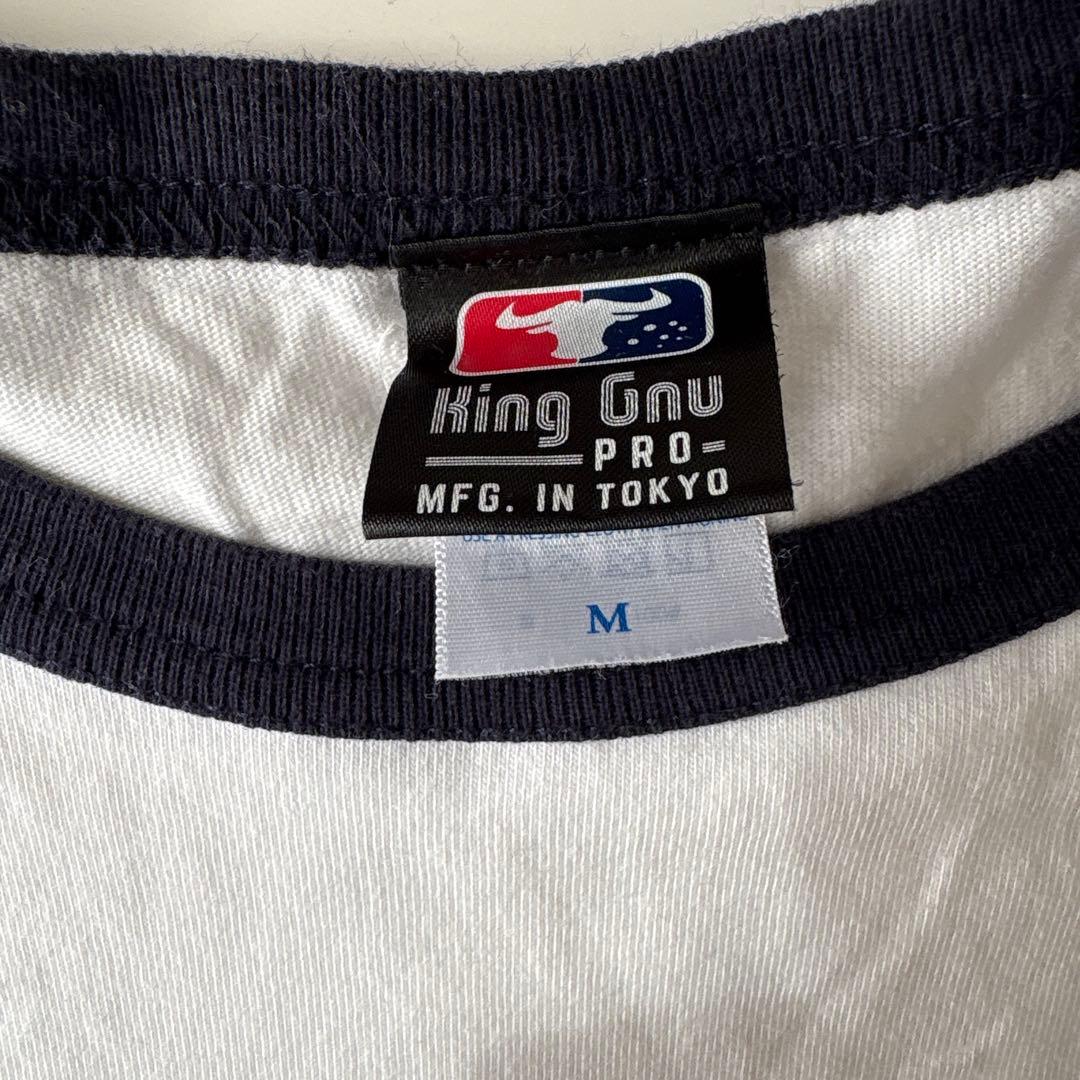 King Gnu
PRO
MFG. IN TOKYO
M